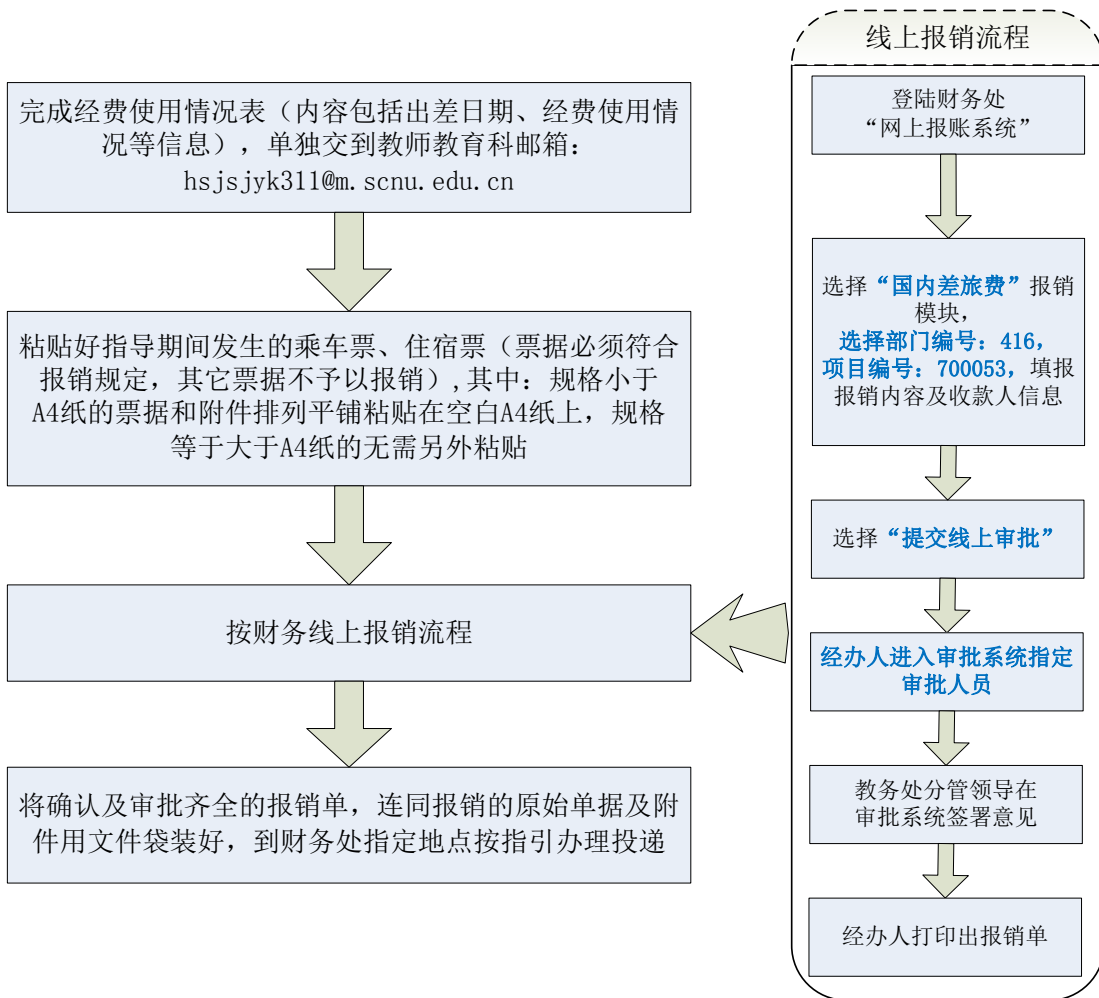 完成经费使用情况表（内容包括出差日期、经费使用情
况等信息），单独交到教师教育科邮�：
hsjsjyk311@m.scnu.edu.cn
粘贴好指导期间发生的乘车票、住宿票（票据必须符合
报销规定，其它票据不予以报销）,其中：规格小于
A4纸的票据和附件排列平铺粘贴在空白A4纸上，规格
等于大于A4纸的无需另外粘贴
按财务线上报销流程
将确认及审批齐全的报销单，连同报销的原始单据及附
件用文件袋装好，到财务处指定地点按指引办理投递
线上报销流程
登陆财务处
“网上报账系统”
选择“国内差旅费”报销
模块，
选择部门编号：416，
项目编号：700053，填报
报销内容及收款人信息
选择“提交线上审批”
经办人进入审批系统指定
审批人员
教务处分管领导在
审批系统签署意见
经办人打印出报销单